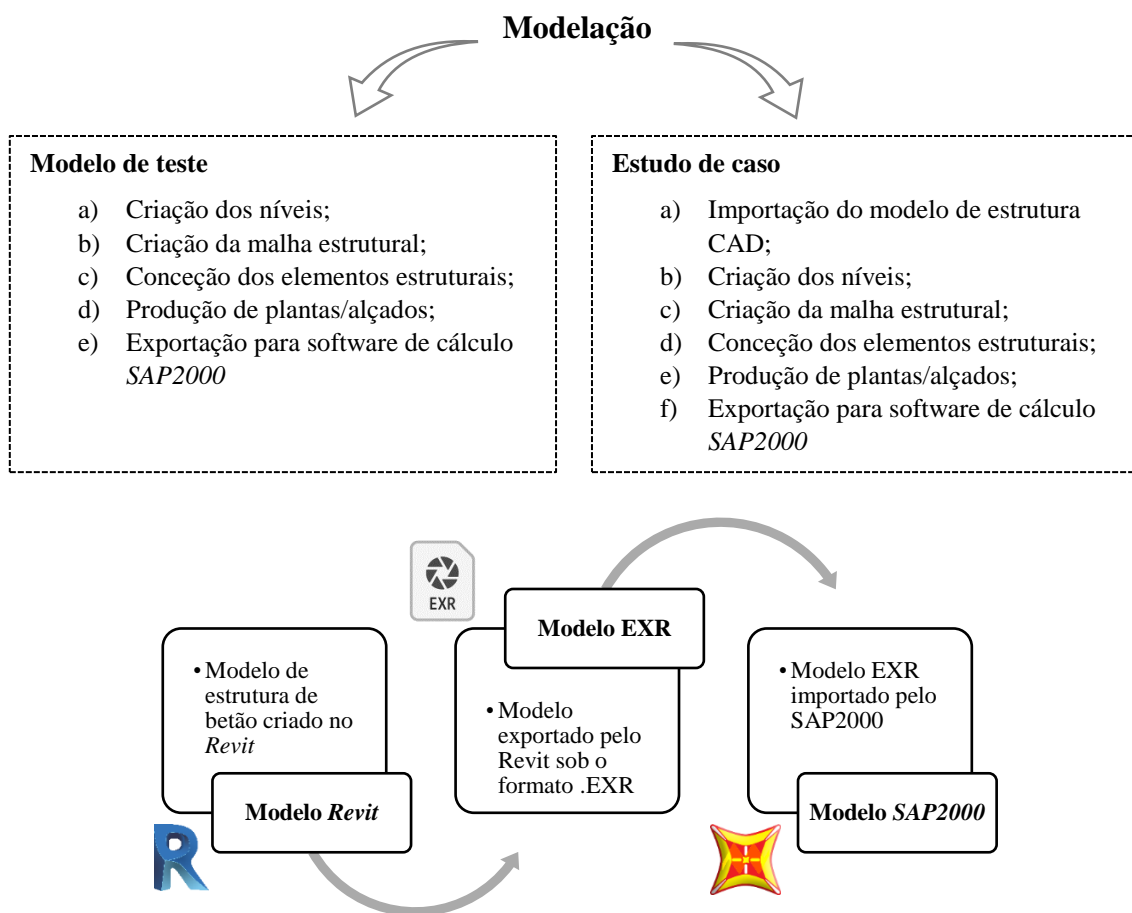 Modelação
Modelo de teste
a) Criação dos níveis;
b) Criação da malha estrutural;
c) Conceção dos elementos estruturais;
d) Produção de plantas/alçados;
e) Exportação para software de cálculo
SAP2000
Estudo de caso
a) Importação do modelo de estrutura
CAD;
b) Criação dos níveis;
c) Criação da malha estrutural;
d) Conceção dos elementos estruturais;
e) Produção de plantas/alçados;
f) Exportação para software de cálculo
SAP2000
• Modelo de
estrutura de
betão criado no
Revit
Modelo Revit
R
EXR
Modelo EXR
• Modelo
exportado pelo
Revit sob o
formato .EXR
• Modelo EXR
importado pelo
SAP2000
Modelo SAP2000